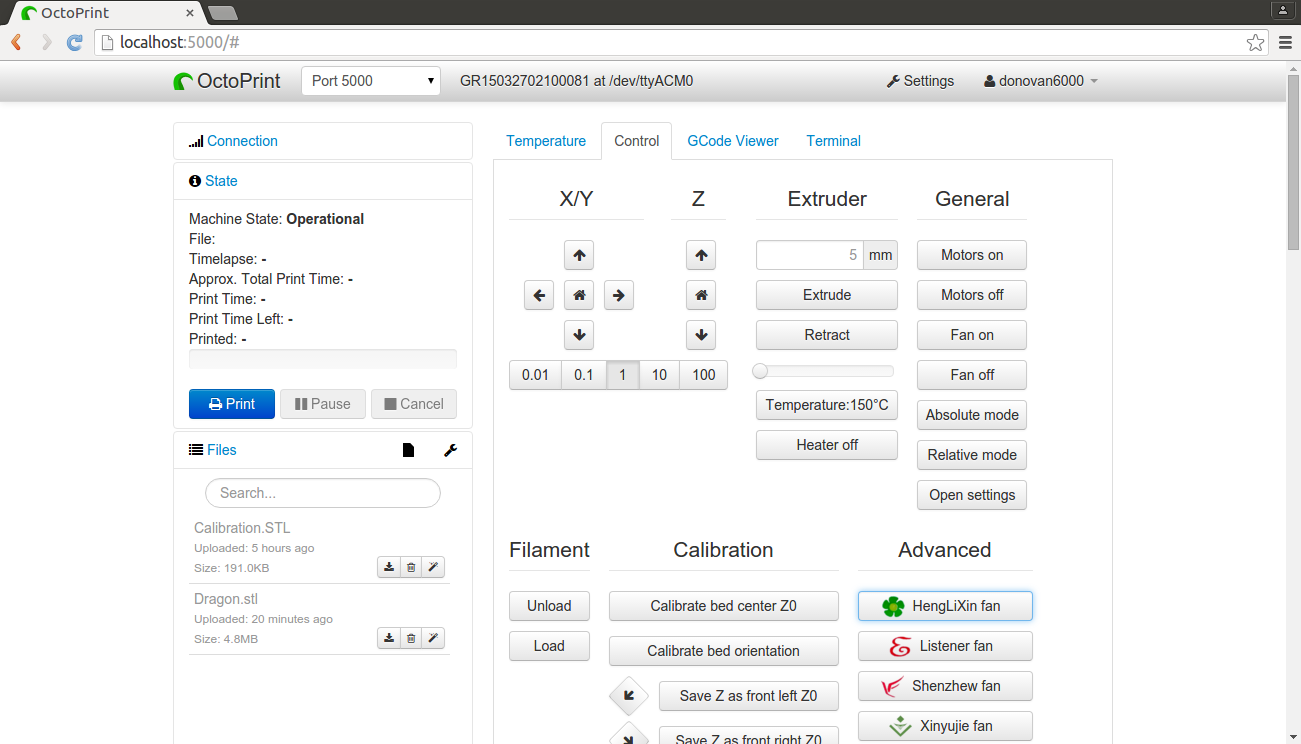 OctoPrint
localhost:5000/#
OctoPrint
Port 5000
GR15032702100081 at /dev/ttyACM0
Settings
donovan6000
Connection
State
Machine State: Operational
File:
Timelapse: -
Approx. Total Print Time: -
Print Time: -
Print Time Left: -
Printed: -
Print
Pause
Cancel
Files
Search...
Calibration.STL
Uploaded: 5 hours ago
Size: 191.0KB
Dragon.stl
Uploaded: 20 minutes ago
Size: 4.8MB
Temperature
Control
GCode Viewer
Terminal
X/Y
0.01
0.1
1
10
100
Z
Extruder
5 mm
Extrude
Retract
Temperature:150°C
Heater off
General
Motors on
Motors off
Fan on
Fan off
Absolute mode
Relative mode
Open settings
Filament
Unload
Load
Calibration
Calibrate bed center Z0
Calibrate bed orientation
Save Z as front left Z0
Save Z as front right Z0
Advanced
HengLiXin fan
Listener fan
Shenzhew fan
Xinyujie fan